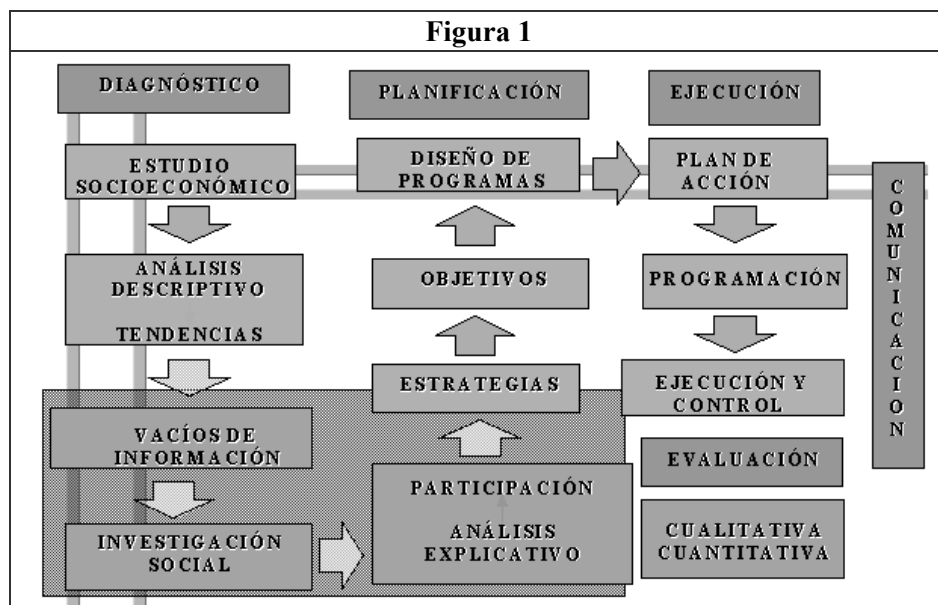 Figura 1
DIAGNÓSTICO
ESTUDIO
SOCIOECONÓMICO
ANÁLISIS
DESCRIPTIVO
TENDENCIAS
VACÍOS DE
INFORMACIÓN
INVESTIGACIÓN
SOCIAL
PLANIFICACIÓN
DISEÑO DE
PROGRAMAS
OBJETIVOS
ESTRATEGIAS
PARTICIPACIÓN
ANÁLISIS
EXPLICATIVO
EJECUCIÓN
PLAN DE
ACCIÓN
PROGRAMACIÓN
EJECUCIÓN Y
CONTROL
EVALUACIÓN
CUALITATIVA
CUANTITATIVA
COMUNICACION